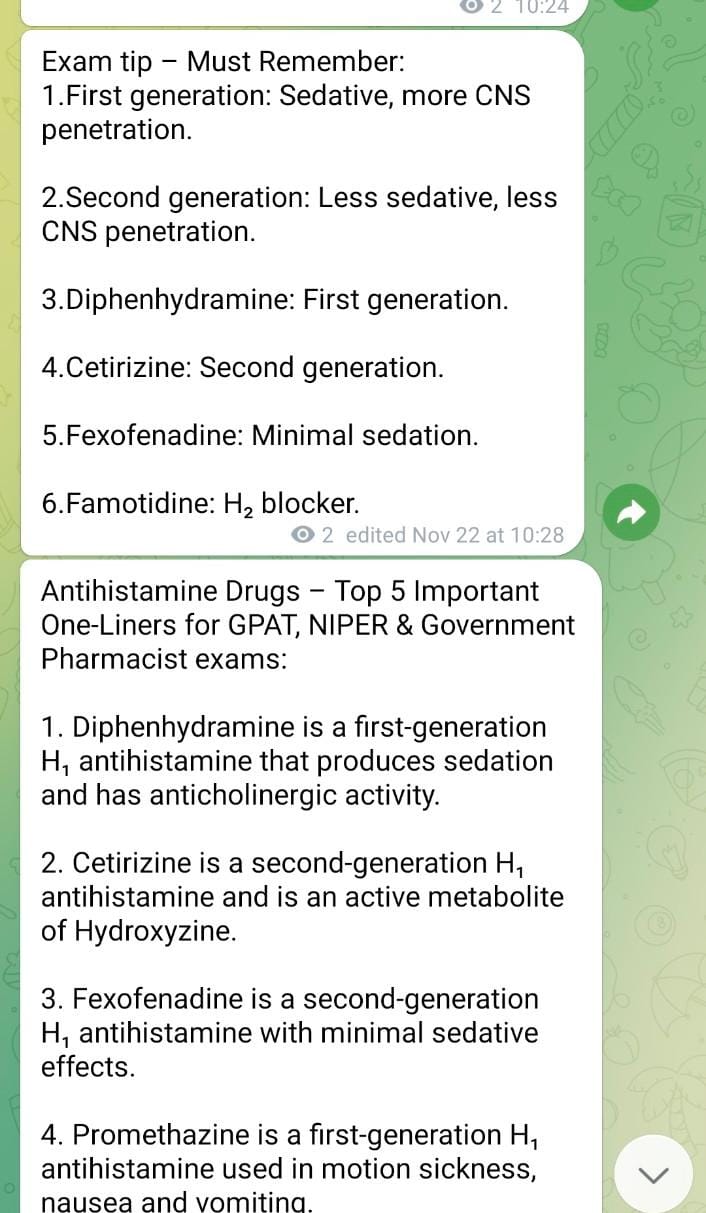 2 10:24
Exam tip – Must Remember:
1.First generation: Sedative, more CNS
penetration.
2.Second generation: Less sedative, less
CNS penetration.
3.Diphenhydramine: First generation.
4.Cetirizine: Second generation.
5.Fexofenadine: Minimal sedation.
6.Famotidine: H₂ blocker.
2 edited Nov 22 at 10:28
Antihistamine Drugs – Top 5 Important
One-Liners for GPAT, NIPER & Government
Pharmacist exams:
1. Diphenhydramine is a first-generation
H₁ antihistamine that produces sedation
and has anticholinergic activity.
2. Cetirizine is a second-generation H₁
antihistamine and is an active metabolite
of Hydroxyzine.
3. Fexofenadine is a second-generation
H₁ antihistamine with minimal sedative
effects.
4. Promethazine is a first-generation H₁
antihistamine used in motion sickness,
nausea and vomiting.